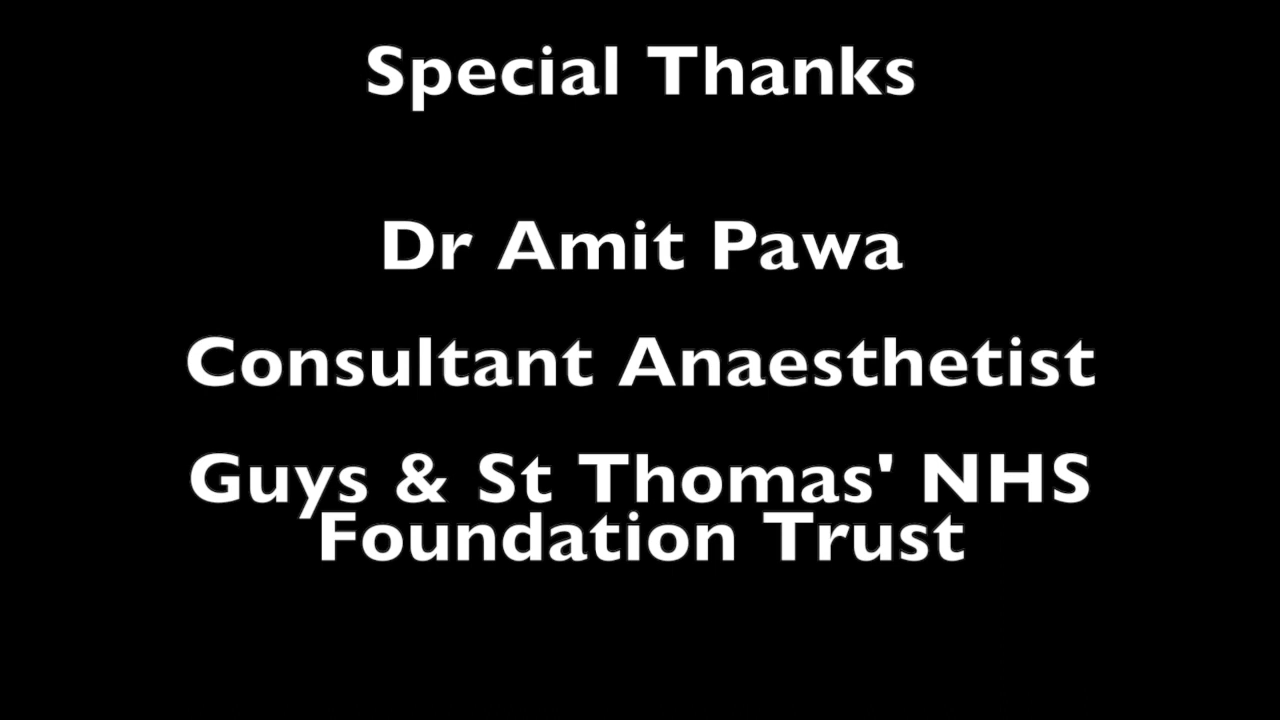 Special Thanks
Dr Amit Pawa
Consultant Anaesthetist
Guys & St Thomas' NHS
Foundation Trust